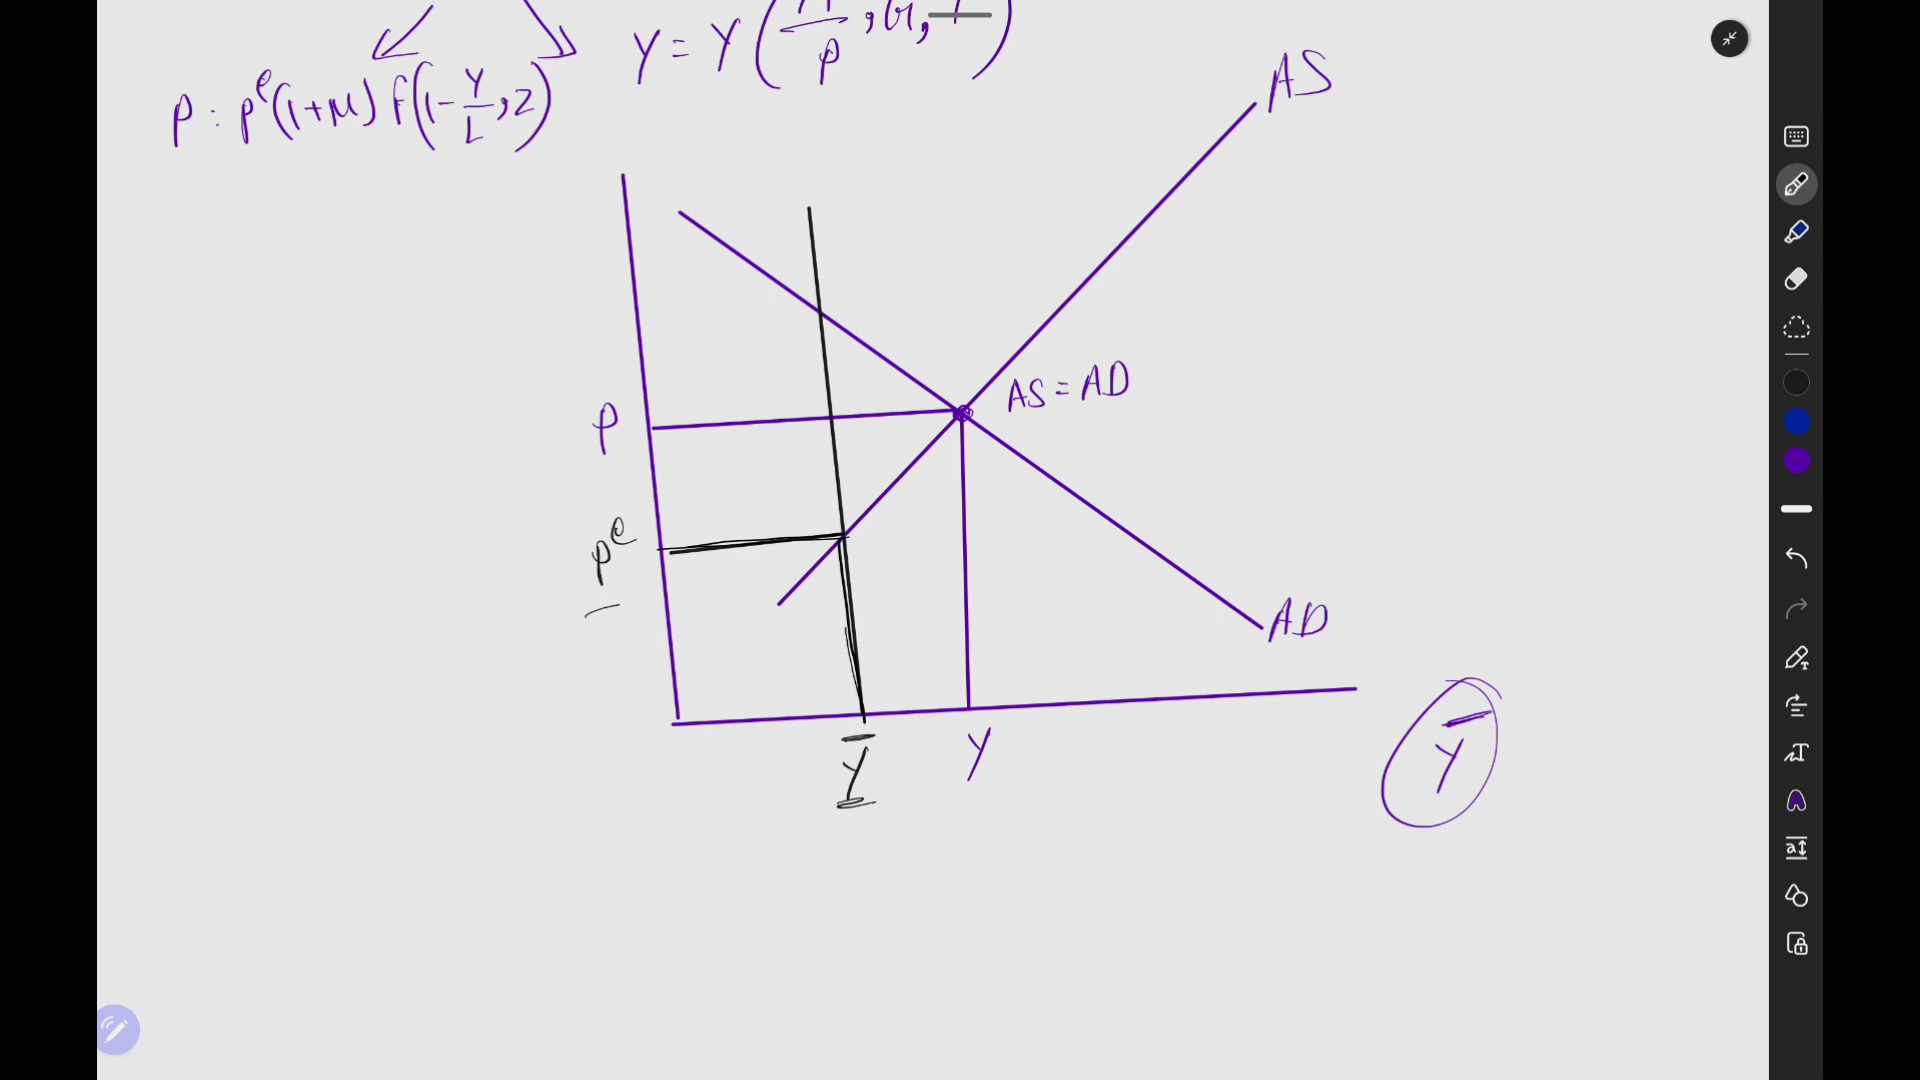 Y = Y(M/P, G, T)
P : P^e(1+μ) F(1 - Y/L, z)
AS
AS = AD
P
P^e
AD
Y̅
Y
Y̅